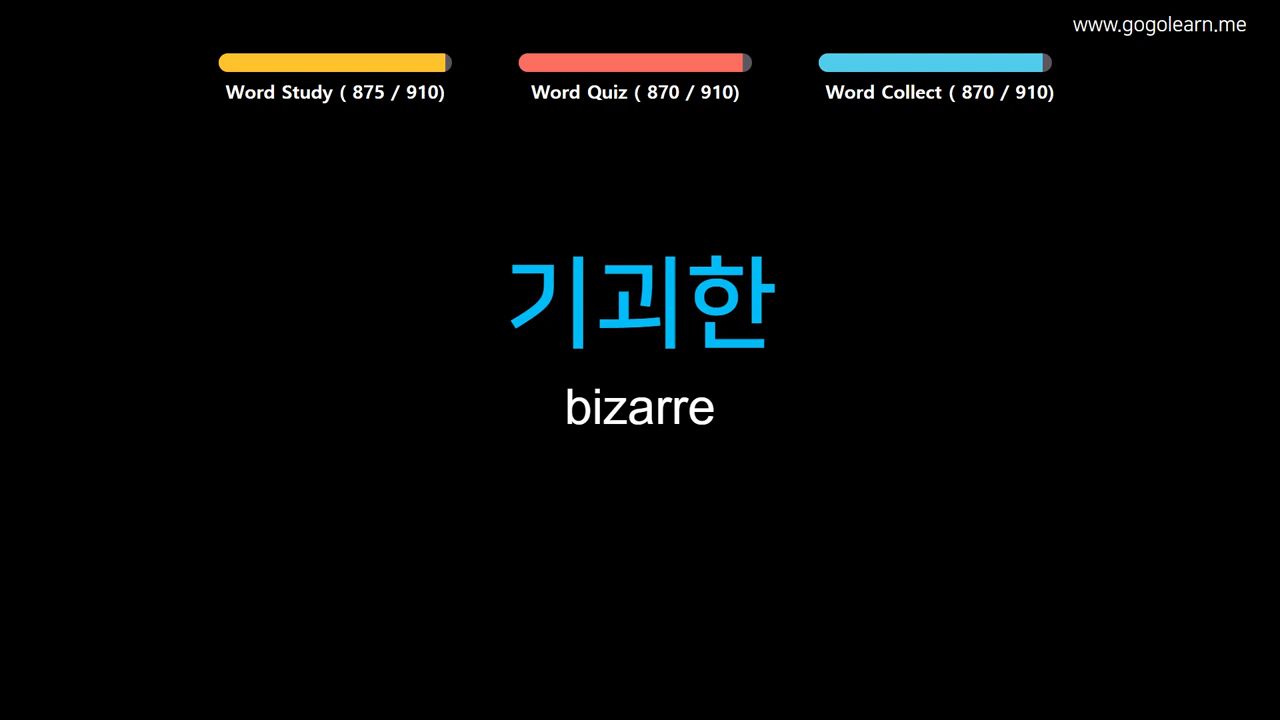 www.gogolearn.me
Word Study ( 875 / 910)
Word Quiz ( 870 / 910)
Word Collect ( 870 / 910)
기괴한
bizarre